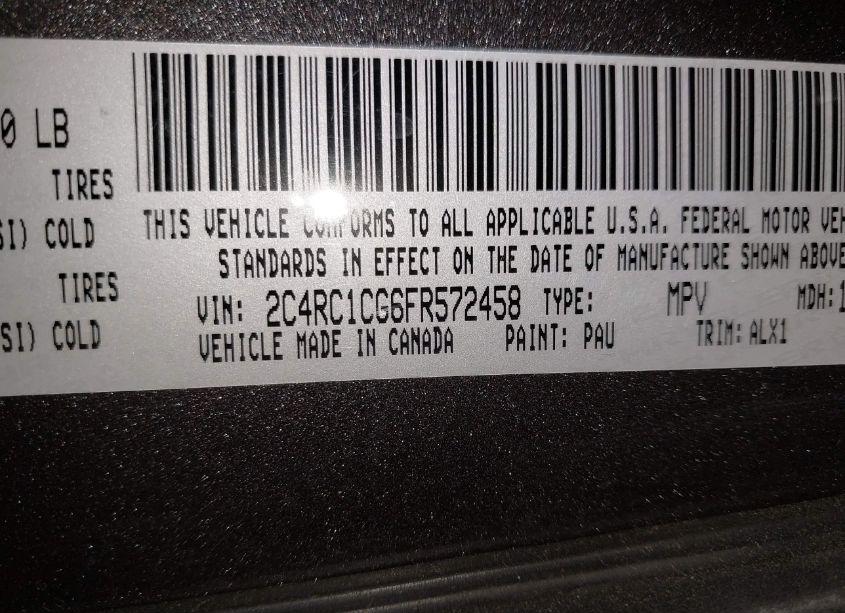 0 LB
TIRES
SI) COLD
TIRES
SI) COLD
THIS VEHICLE CONFORMS TO ALL APPLICABLE U.S.A. FEDERAL MOTOR VEH
STANDARDS IN EFFECT ON THE DATE OF MANUFACTURE SHOWN ABOVE
VIN: 2C4RC1CG6FR572458 TYPE: MPV MDH: 1
VEHICLE MADE IN CANADA PAINT: PAU TRIM: ALX1